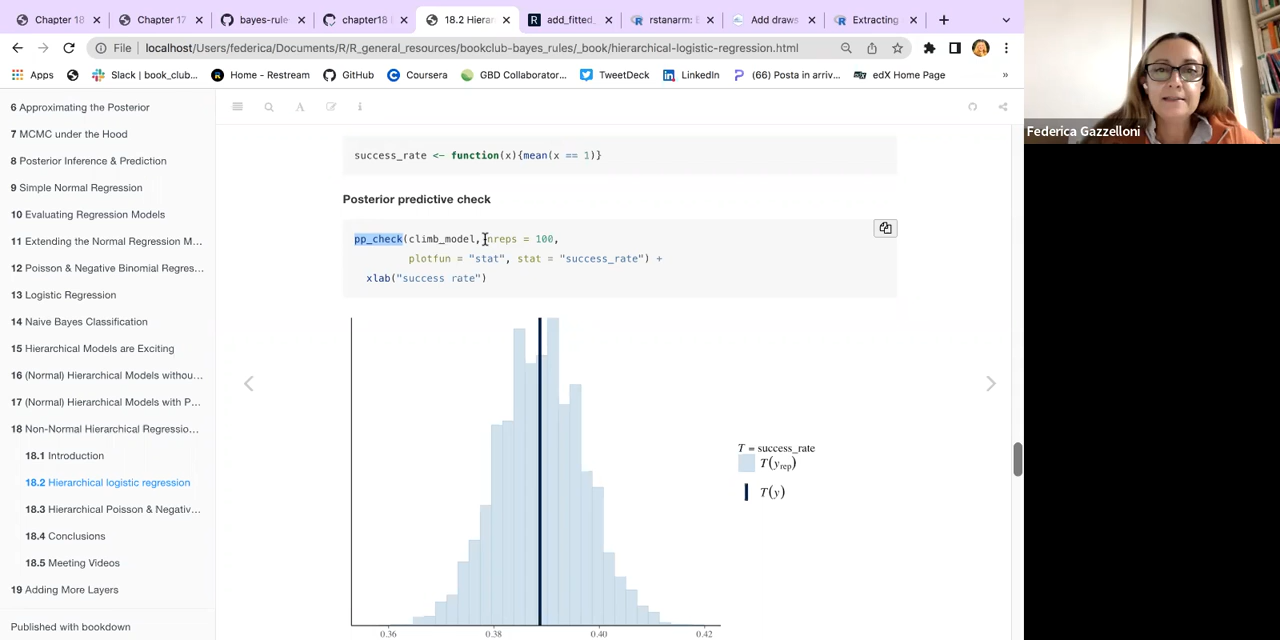 Chapter 18
Chapter 17
bayes-rule
chapter18
18.2 Hierar
add_fitted_
rstanarm: E
Add draws
Extracting
File
localhost/Users/federica/Documents/R/R_general_resources/bookclub-bayes_rules/_book/hierarchical-logistic-regression.html
Apps
Slack | book_club...
Home - Restream
GitHub
Coursera
GBD Collaborator...
TweetDeck
LinkedIn
(66) Posta in arriv...
edX Home Page
»
6 Approximating the Posterior
7 MCMC under the Hood
8 Posterior Inference & Prediction
9 Simple Normal Regression
10 Evaluating Regression Models
11 Extending the Normal Regression M...
12 Poisson & Negative Binomial Regres...
13 Logistic Regression
14 Naive Bayes Classification
15 Hierarchical Models are Exciting
16 (Normal) Hierarchical Models withou...
17 (Normal) Hierarchical Models with P...
18 Non-Normal Hierarchical Regressio...
18.1 Introduction
18.2 Hierarchical logistic regression
18.3 Hierarchical Poisson & Negativ...
18.4 Conclusions
18.5 Meeting Videos
19 Adding More Layers
Published with bookdown
success_rate <- function(x){mean(x == 1)}
Posterior predictive check
pp_check(climb_model, nreps = 100,
plotfun = "stat", stat = "success_rate") +
xlab("success rate")
T = success_rate
T(yrep)
T(y)
0.36
0.38
0.40
0.42
Federica Gazzelloni